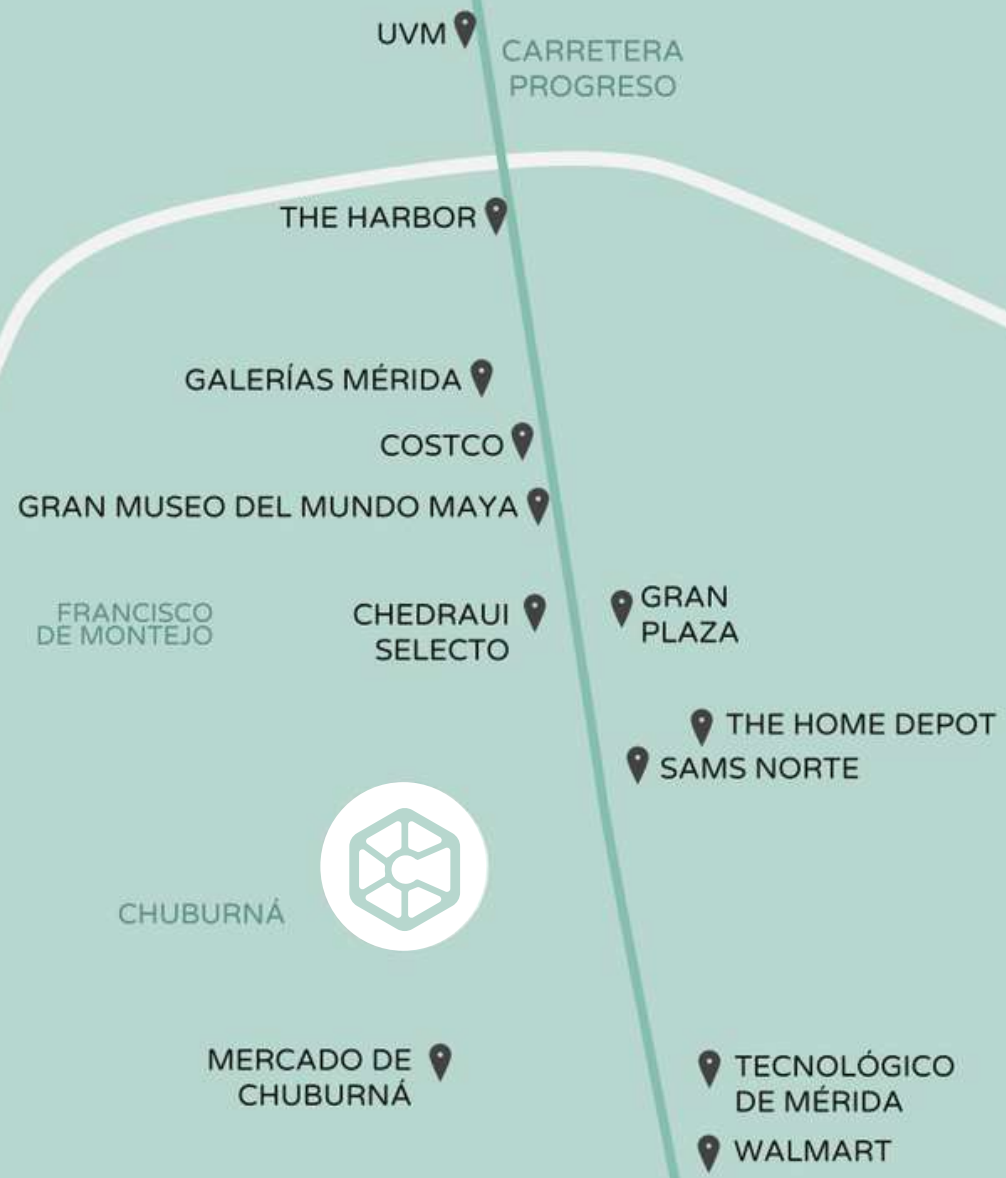 UVM
CARRETERA
PROGRESO
THE HARBOR
GALERÍAS MÉRIDA
COSTCO
GRAN MUSEO DEL MUNDO MAYA
FRANCISCO
DE MONTEJO
CHEDRAUI
SELECTO
GRAN
PLAZA
THE HOME DEPOT
SAMS NORTE
CHUBURNÁ
MERCADO DE
CHUBURNÁ
TECNOLÓGICO
DE MÉRIDA
WALMART